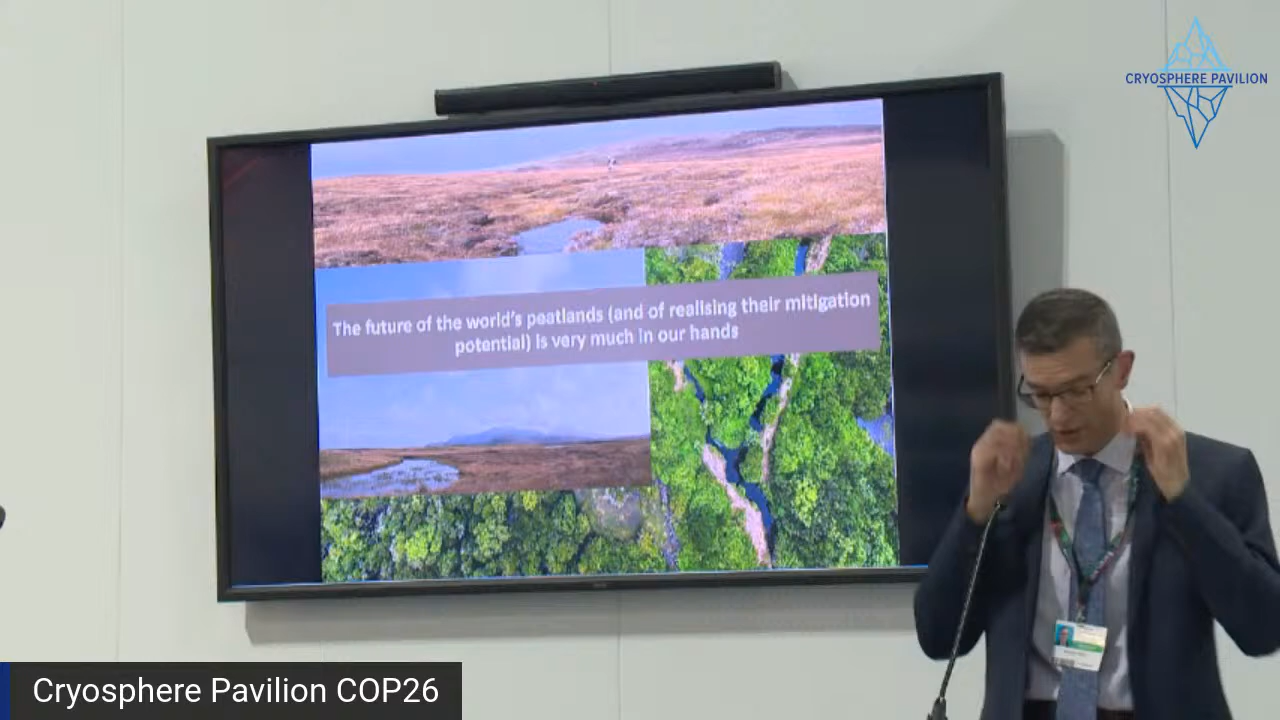 CRYOSPHERE PAVILION
The future of the world's peatlands (and of realising their mitigation
potential) is very much in our hands
Cryosphere Pavilion COP26